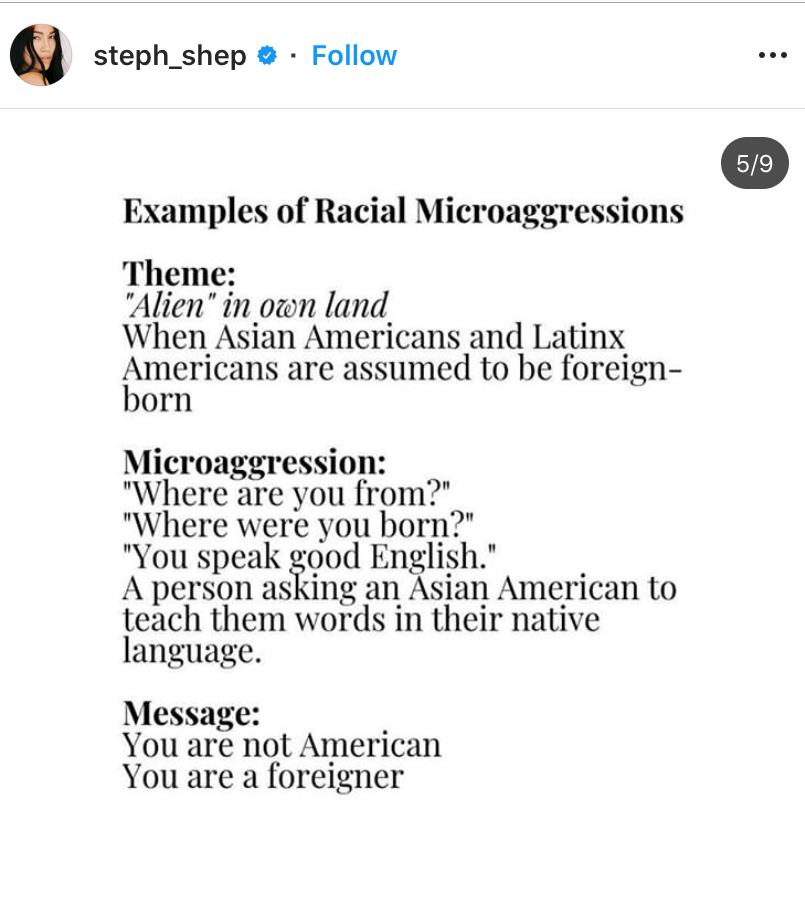 steph_shep · Follow
5/9
Examples of Racial Microaggressions
Theme:
"Alien" in own land
When Asian Americans and Latinx
Americans are assumed to be foreign-
born
Microaggression:
"Where are you from?"
"Where were you born?"
"You speak good English."
A person asking an Asian American to
teach them words in their native
language.
Message:
You are not American
You are a foreigner